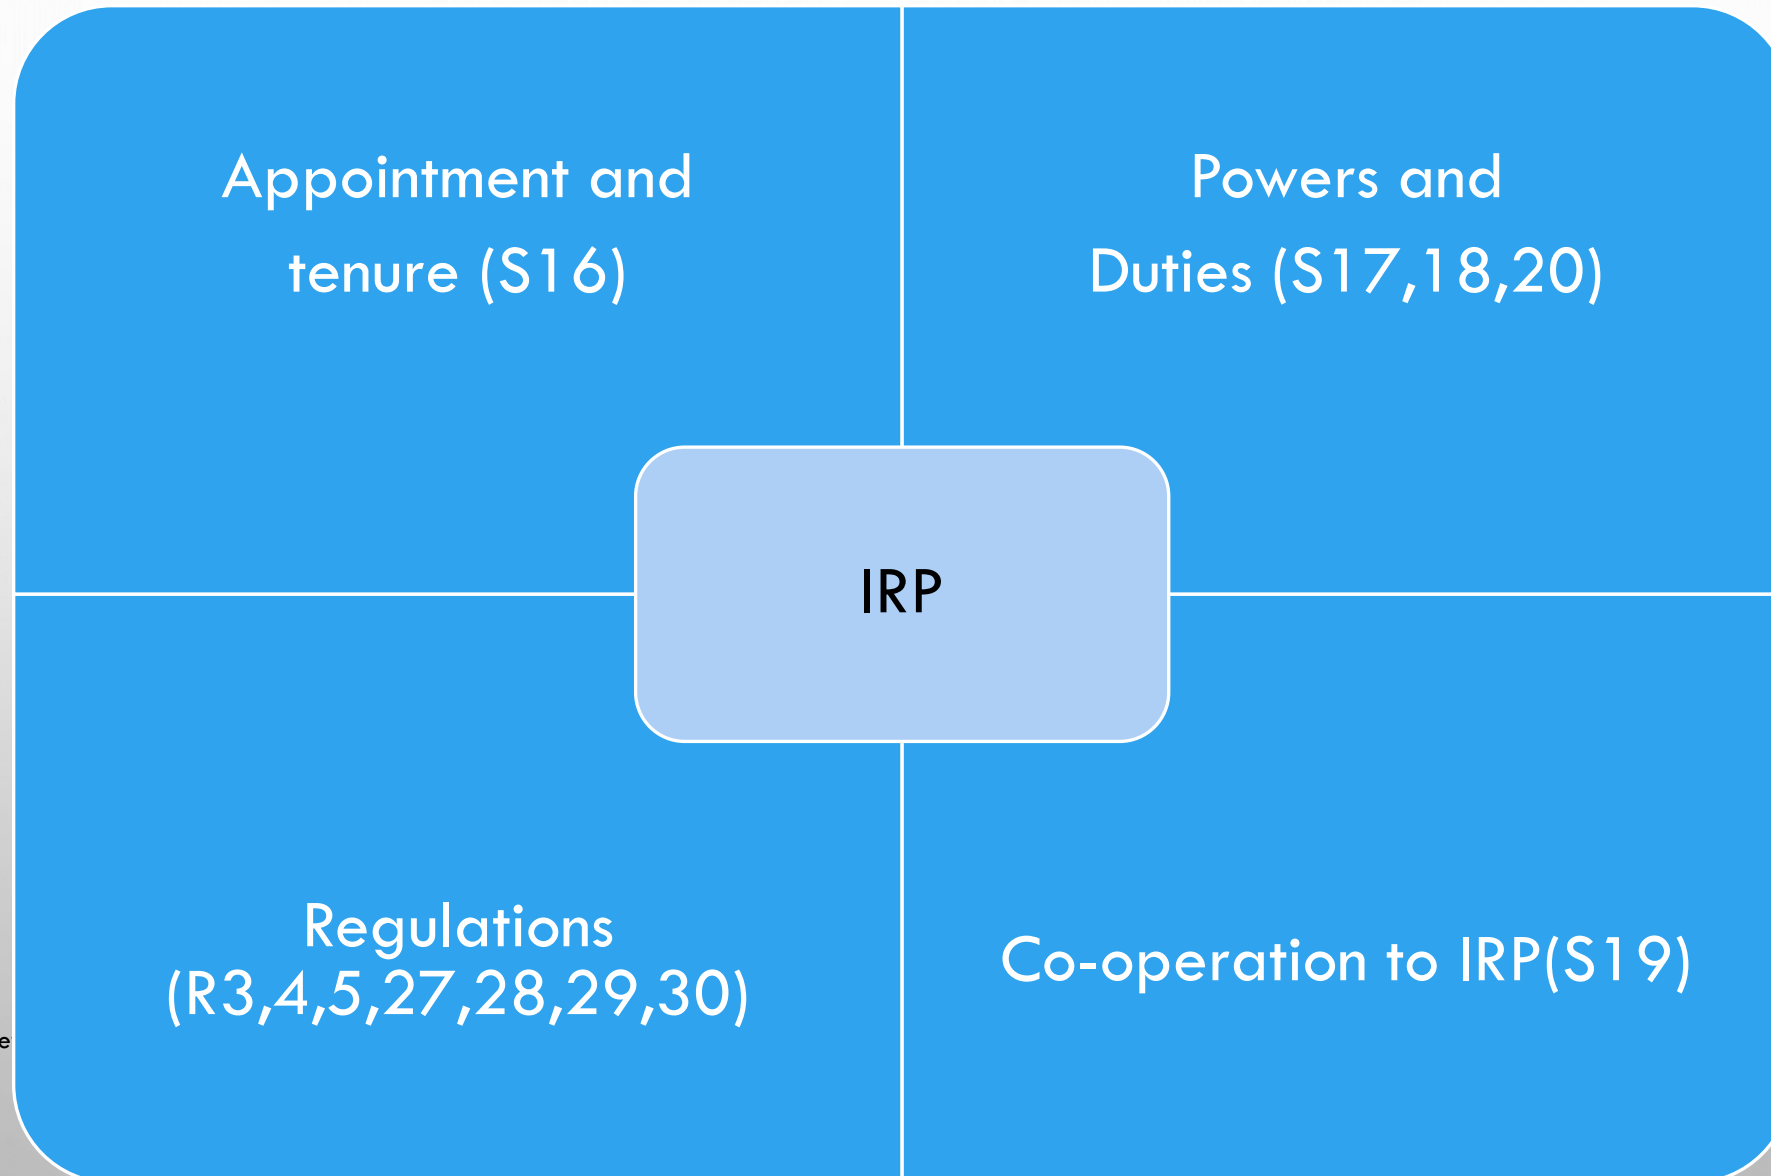 Appointment and
tenure (S16)
Powers and
Duties (S17,18,20)
IRP
Regulations
(R3,4,5,27,28,29,30)
Co-operation to IRP(S19)